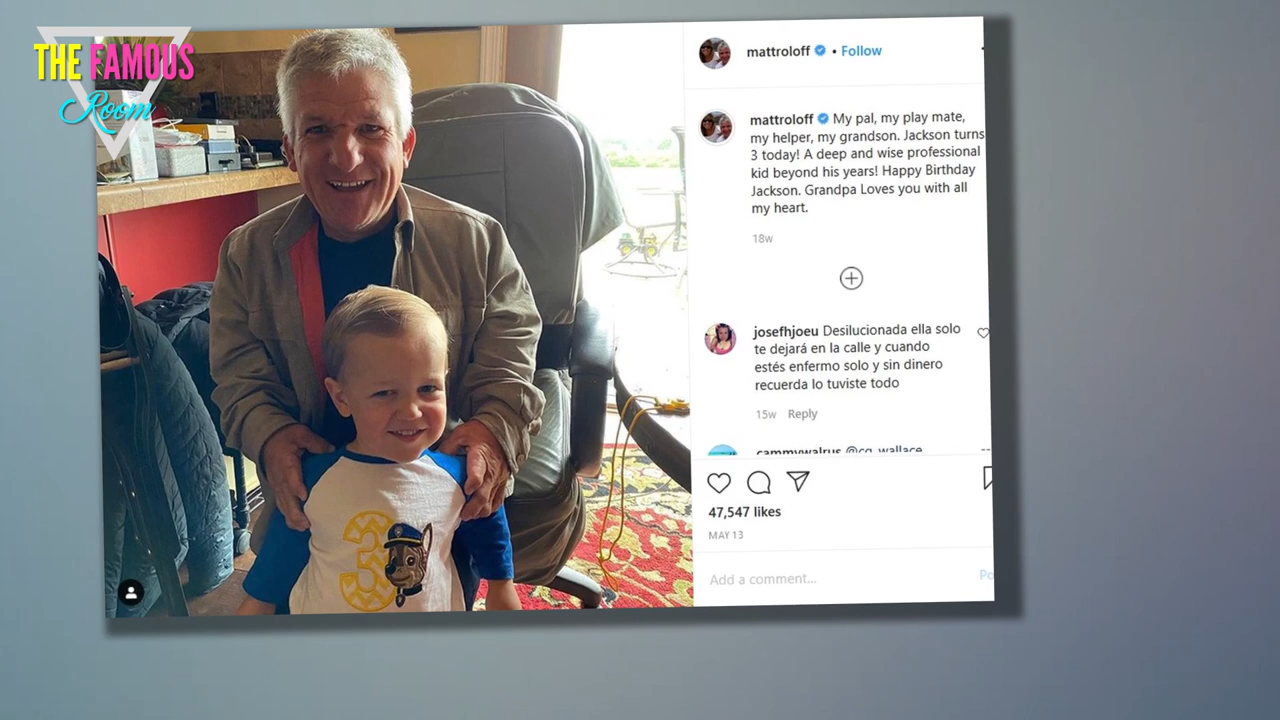 THE FAMOUS
Room
mattroloff • Follow
mattroloff My pal, my play mate,
my helper, my grandson. Jackson turns
3 today! A deep and wise professional
kid beyond his years! Happy Birthday
Jackson. Grandpa Loves you with all
my heart.
18w
josefhjoeu Desilucionada ella solo
te dejará en la calle y cuando
estés enfermo solo y sin dinero
recuerda lo tuviste todo
15w Reply
cammywalrus @cg_wallace
47,547 likes
MAY 13
Add a comment...
3